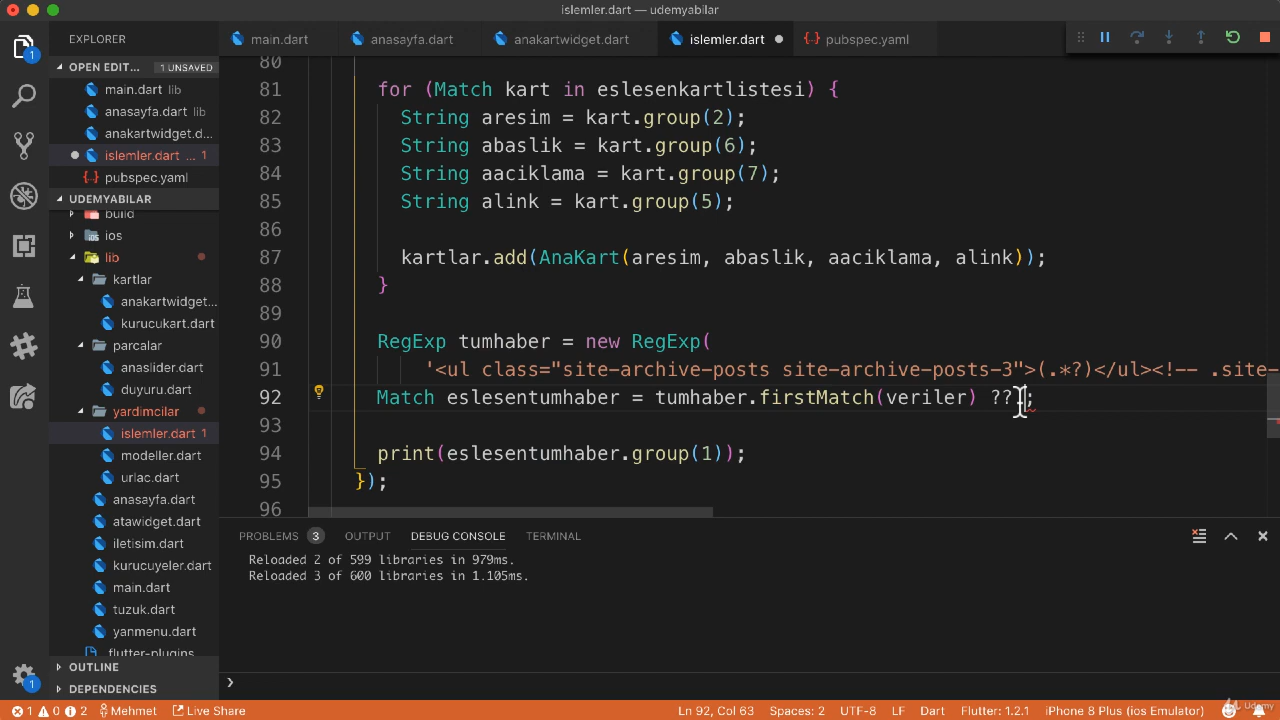 islemler.dart — udemyabilar
EXPLORER
main.dart
anasayfa.dart
anakartwidget.dart
islemler.dart
pubspec.yaml
OPEN EDIT... 1 UNSAVED
main.dart lib
anasayfa.dart lib
anakartwidget.d...
islemler.dart ... 1
pubspec.yaml
UDEMYABILAR
build
ios
lib
kartlar
anakartwidget...
kurucukart.dart
parcalar
anaslider.dart
duyuru.dart
yardimcilar
islemler.dart 1
modeller.dart
urlac.dart
anasayfa.dart
atawidget.dart
iletisim.dart
kurucuyeler.dart
main.dart
tuzuk.dart
yanmenu.dart
.flutter-plugins
OUTLINE
DEPENDENCIES
80
81 for (Match kart in eslesenkartlistesi) {
82 String aresim = kart.group(2);
83 String abaslik = kart.group(6);
84 String aaciklama = kart.group(7);
85 String alink = kart.group(5);
86
87 kartlar.add(AnaKart(aresim, abaslik, aaciklama, alink));
88 }
89
90 RegExp tumhaber = new RegExp(
91 '<ul class="site-archive-posts site-archive-posts-3">(.*?)</ul><!-- .site-
92 Match eslesentumhaber = tumhaber.firstMatch(veriler) ?? ;
93
94 print(eslesentumhaber.group(1));
95 });
96
PROBLEMS 3 OUTPUT DEBUG CONSOLE TERMINAL
Reloaded 2 of 599 libraries in 979ms.
Reloaded 3 of 600 libraries in 1.105ms.
1 0 2 Mehmet Live Share Ln 92, Col 63 Spaces: 2 UTF-8 LF Dart Flutter: 1.2.1 iPhone 8 Plus (ios Emulator)
Udemy